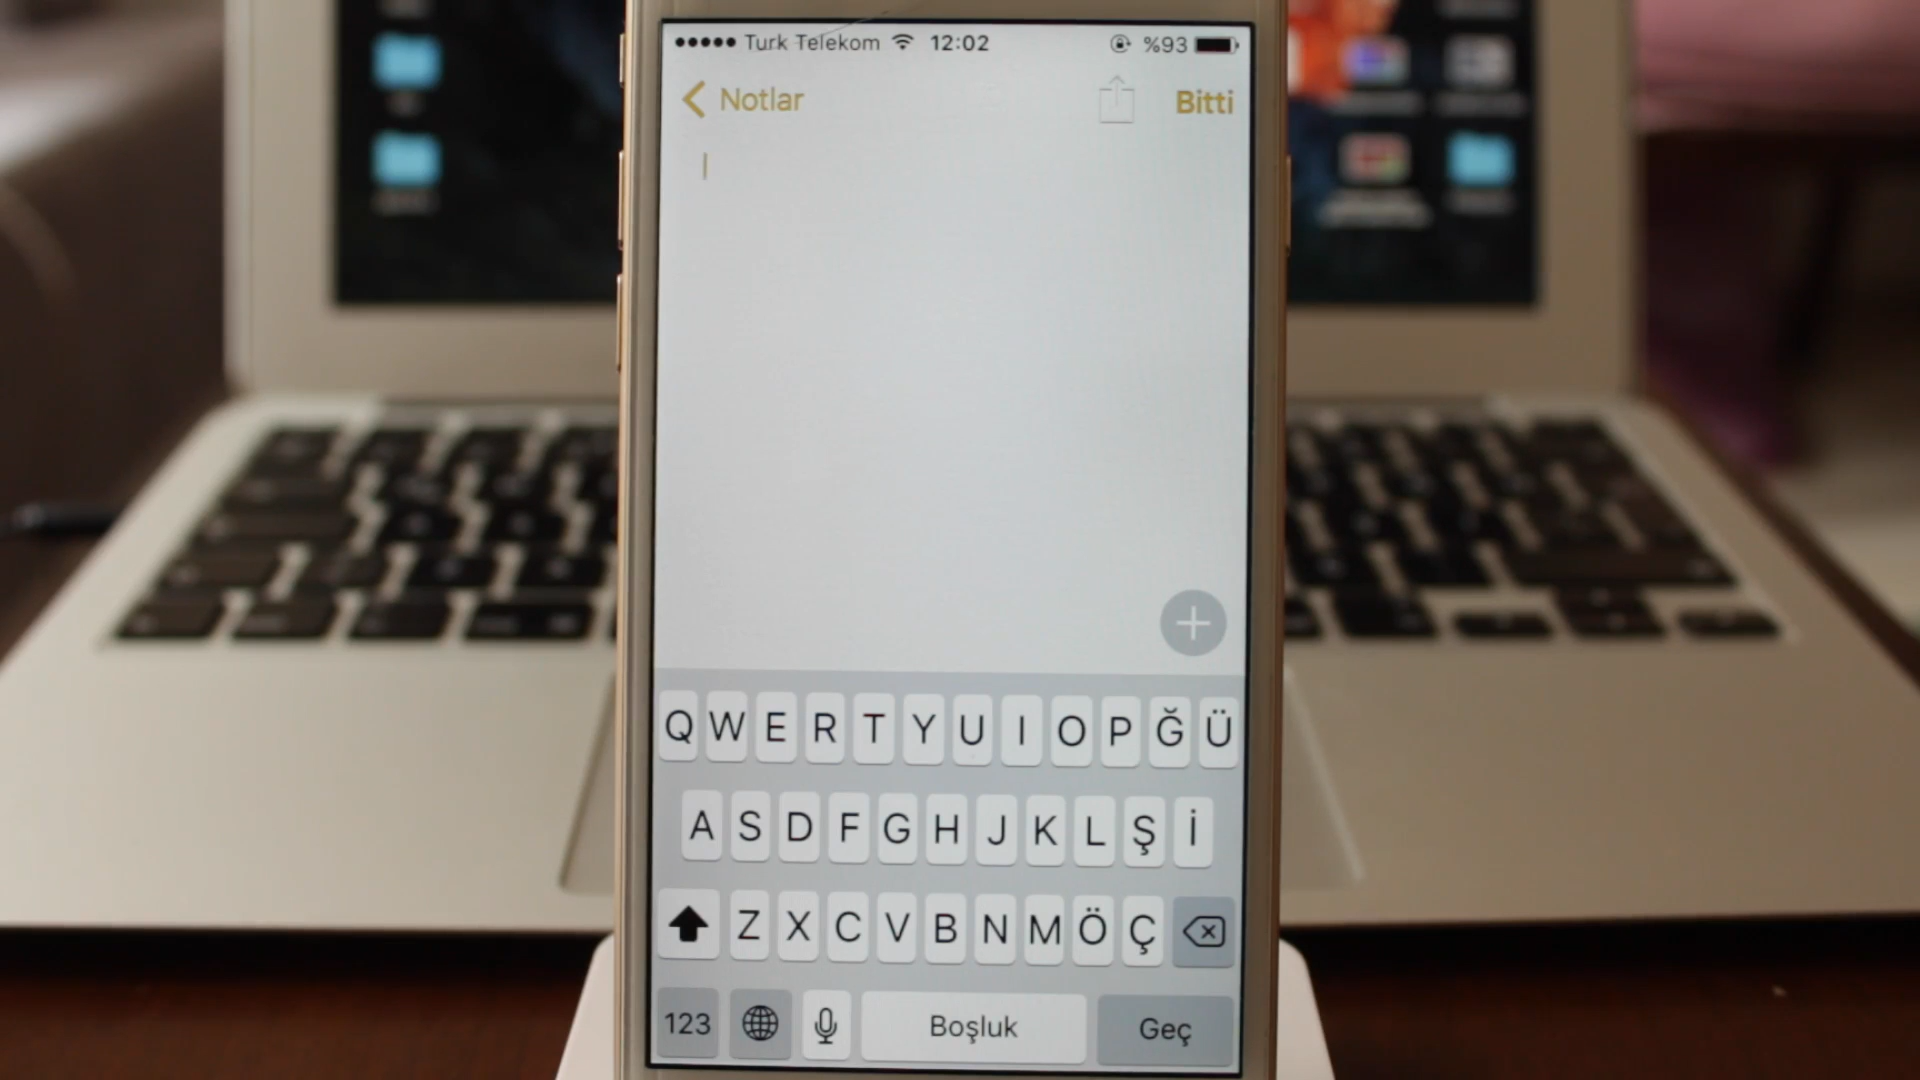 Turk Telekom 12:02 %93
Notlar Bitti
Q W E R T Y U I O P Ğ Ü
A S D F G H J K L Ş İ
Z X C V B N M Ö Ç
123 Boşluk Geç